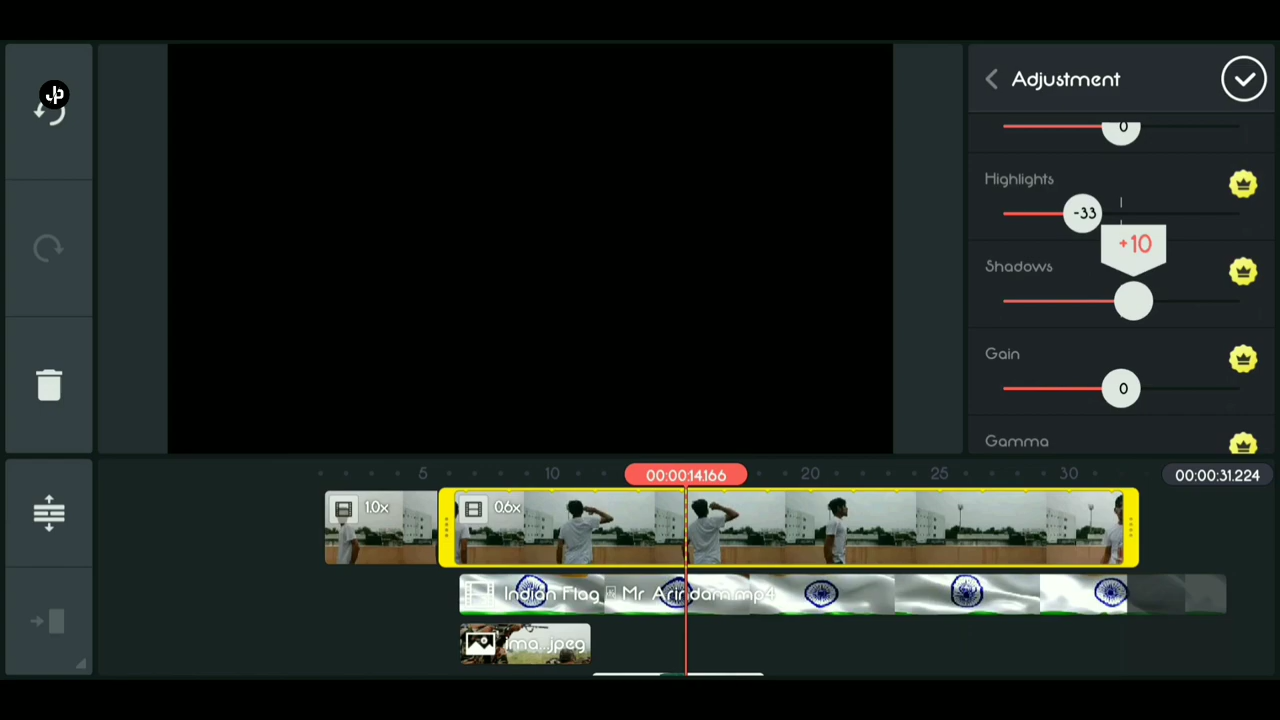 Adjustment
0
Highlights
-33
+10
Shadows
Gain
0
Gamma
5 10 00:00:14.166 20 25 30 00:00:31.224
1.0x 0.6x
Indian Flag Mr Arindam.mp4
ima..jpeg